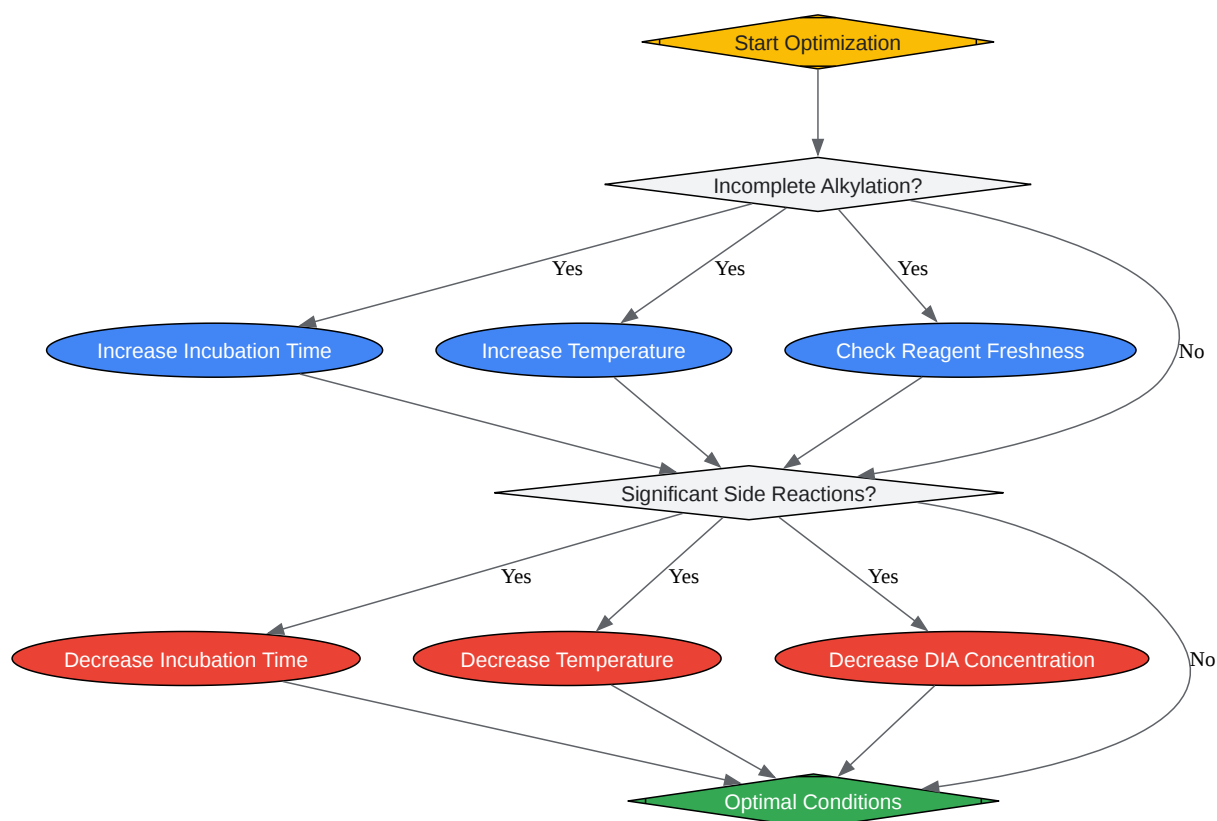 Start Optimization
Incomplete Alkylation?
Yes
Yes
Yes
No
Increase Incubation Time
Increase Temperature
Check Reagent Freshness
Significant Side Reactions?
Yes
Yes
Yes
No
Decrease Incubation Time
Decrease Temperature
Decrease DIA Concentration
Optimal Conditions